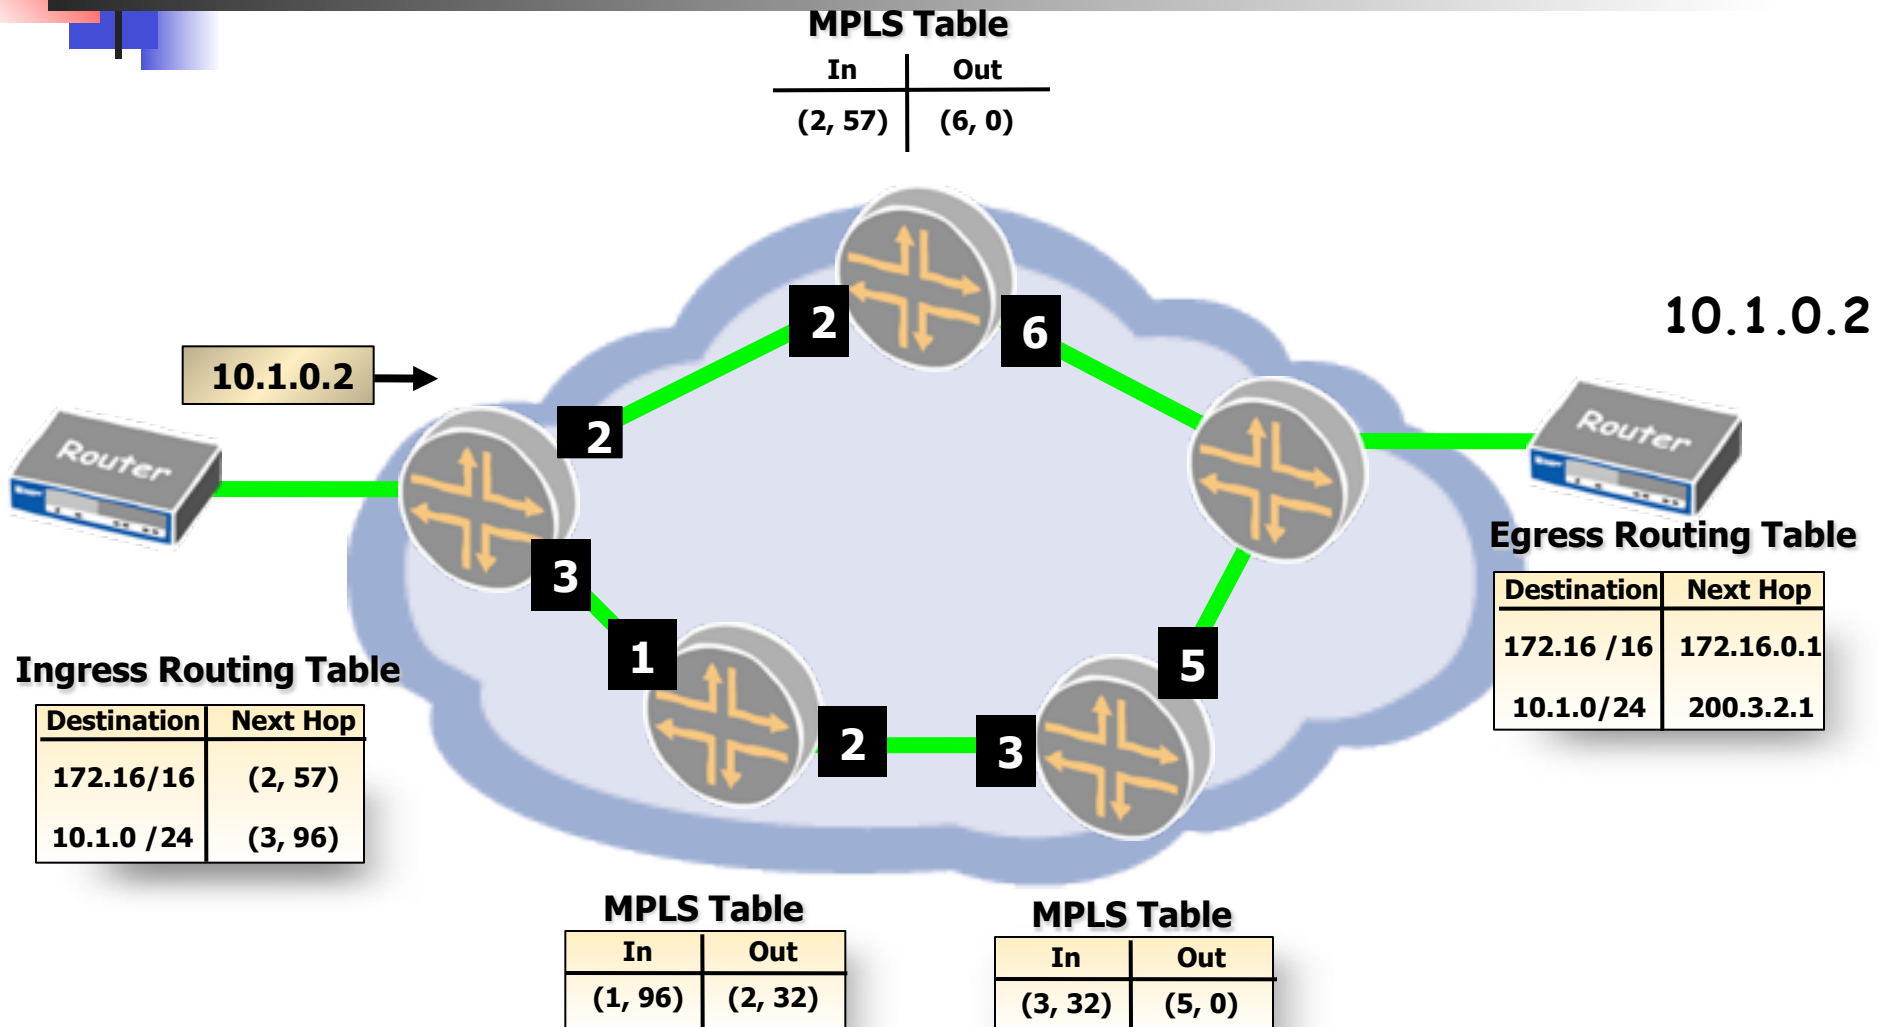 MPLS Table
In Out
(2, 57) (6, 0)
10.1.0.2
10.1.0.2
2
6
2
Router
Router
3
1
5
2
3
Egress Routing Table
Destination Next Hop
172.16 /16 172.16.0.1
10.1.0/24 200.3.2.1
Ingress Routing Table
Destination Next Hop
172.16/16 (2, 57)
10.1.0 /24 (3, 96)
MPLS Table
In Out
(1, 96) (2, 32)
MPLS Table
In Out
(3, 32) (5, 0)